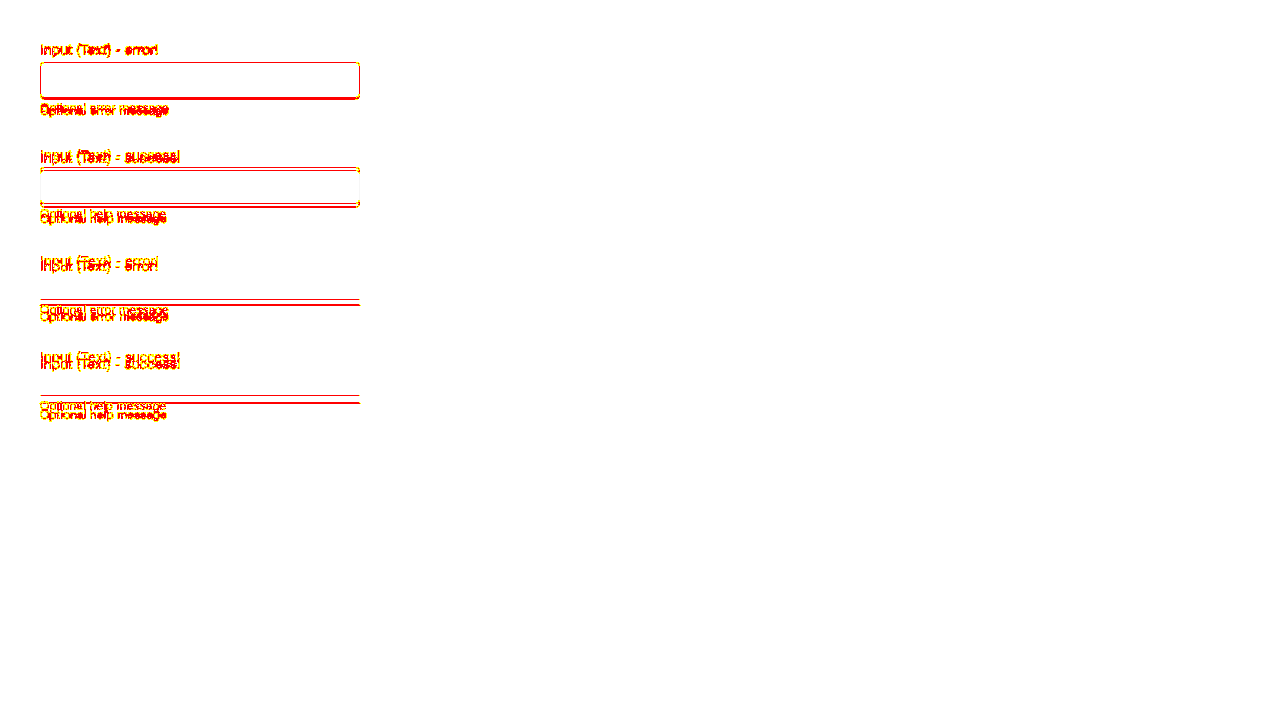 Input (Text) - error!
Optional error message
Input (Text) - success!
Optional help message
Input (Text) - error!
Optional error message
Input (Text) - success!
Optional help message